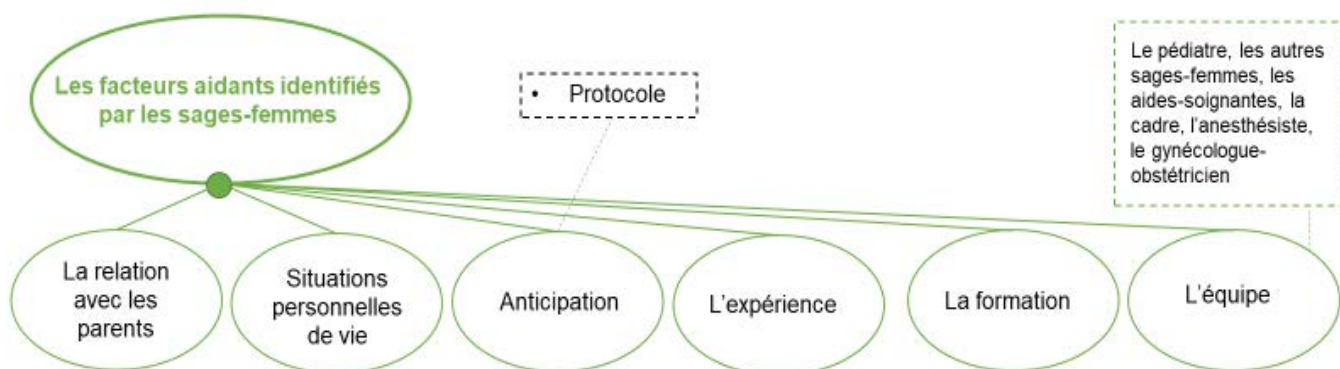 Les facteurs aidants identifiés
par les sages-femmes
• Protocole
Le pédiatre, les autres
sages-femmes, les
aides-soignantes, la
cadre, l'anesthésiste,
le gynécologue-
obstétricien
La relation
avec les
parents
Situations
personnelles
de vie
Anticipation
L'expérience
La formation
L'équipe